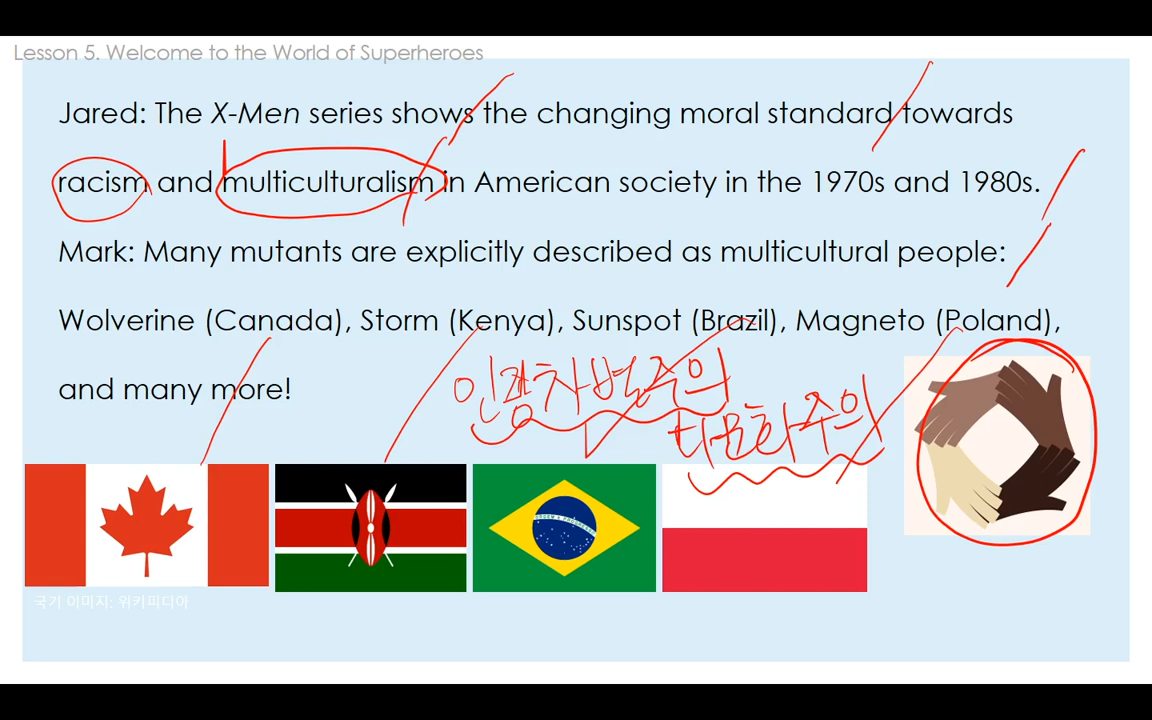 Lesson 5. Welcome to the World of Superheroes
Jared: The X-Men series shows the changing moral standard towards
racism and multiculturalism in American society in the 1970s and 1980s.
Mark: Many mutants are explicitly described as multicultural people:
Wolverine (Canada), Storm (Kenya), Sunspot (Brazil), Magneto (Poland),
and many more!
인종차별주의
다문화주의
국기 이미지: 위키피디아